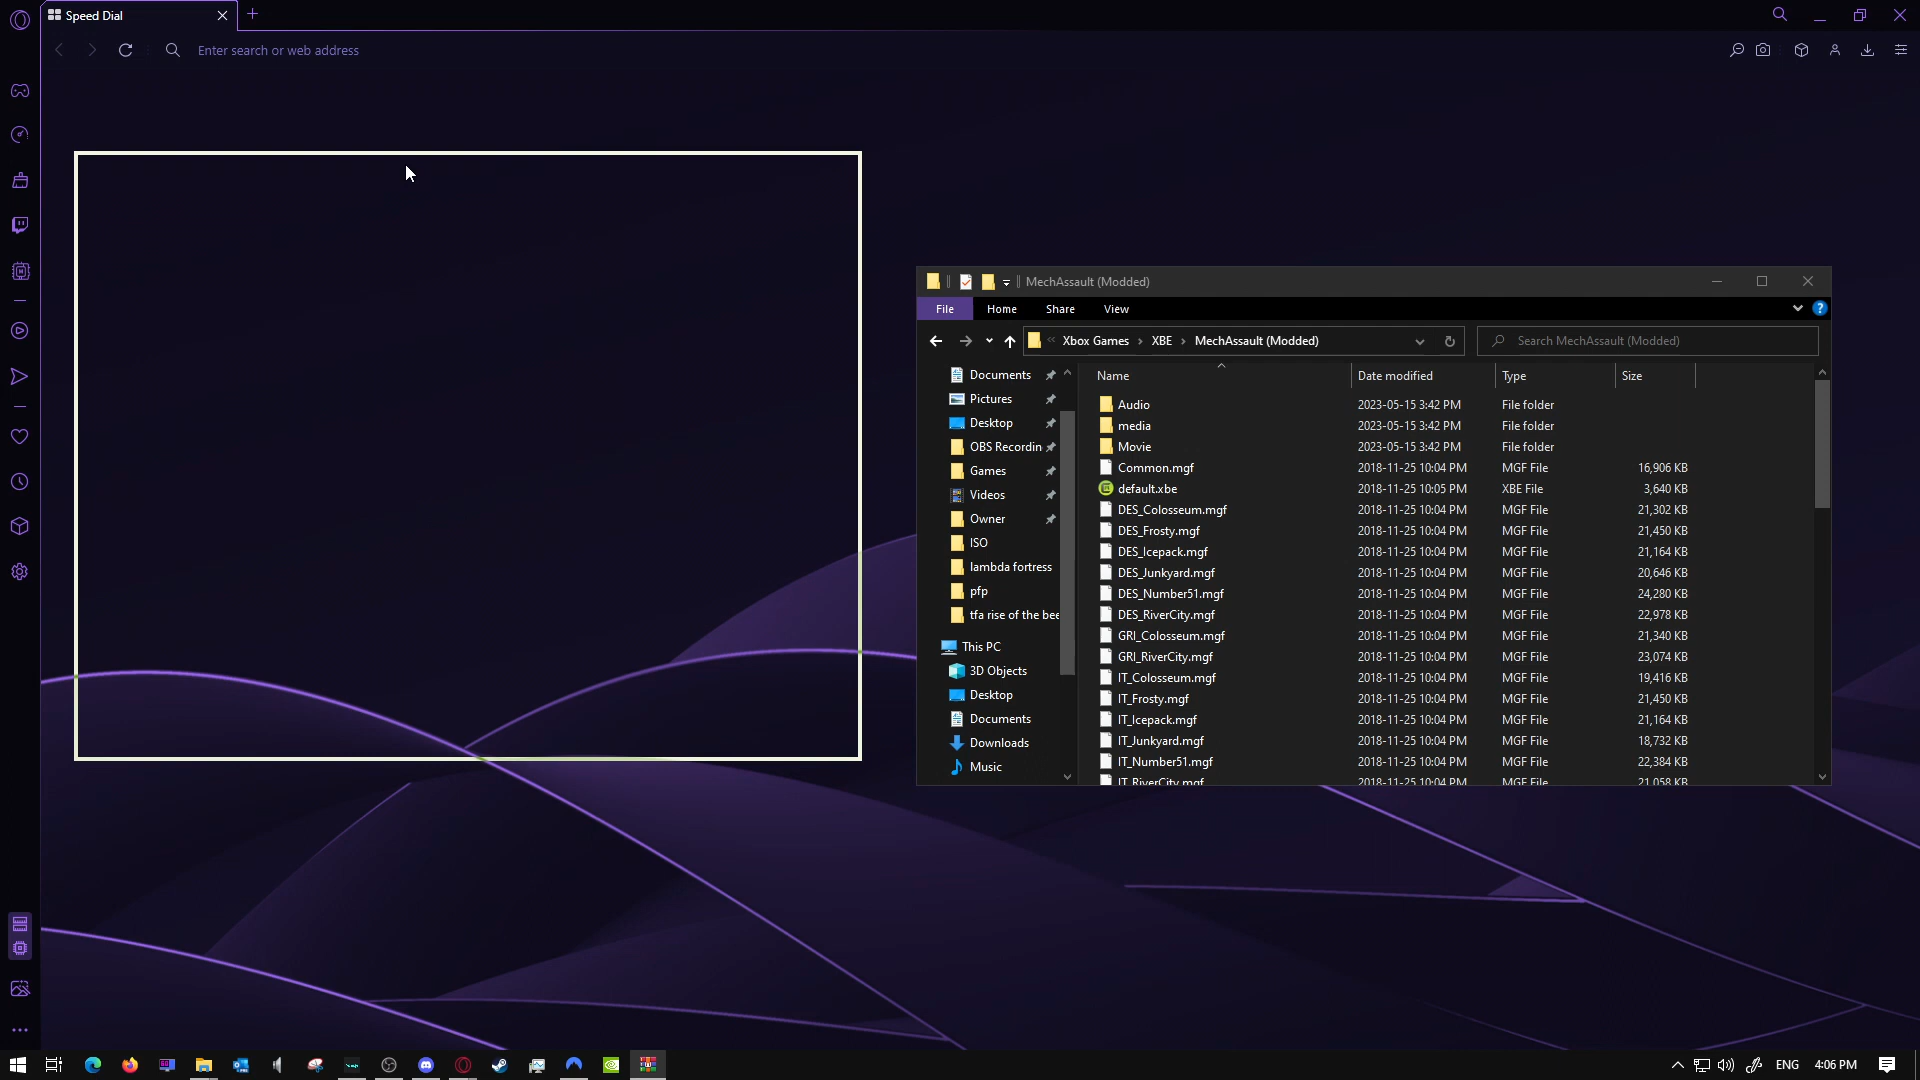 Speed Dial
Enter search or web address
MechAssault (Modded)
File Home Share View
Xbox Games › XBE › MechAssault (Modded)
Search MechAssault (Modded)
Documents
Pictures
Desktop
OBS Recordin
Games
Videos
Owner
ISO
lambda fortress
pfp
tfa rise of the bee
This PC
3D Objects
Desktop
Documents
Downloads
Music
Name Date modified Type Size
Audio 2023-05-15 3:42 PM File folder
media 2023-05-15 3:42 PM File folder
Movie 2023-05-15 3:42 PM File folder
Common.mgf 2018-11-25 10:04 PM MGF File 16,906 KB
default.xbe 2018-11-25 10:05 PM XBE File 3,640 KB
DES_Colosseum.mgf 2018-11-25 10:04 PM MGF File 21,302 KB
DES_Frosty.mgf 2018-11-25 10:04 PM MGF File 21,450 KB
DES_Icepack.mgf 2018-11-25 10:04 PM MGF File 21,164 KB
DES_Junkyard.mgf 2018-11-25 10:04 PM MGF File 20,646 KB
DES_Number51.mgf 2018-11-25 10:04 PM MGF File 24,280 KB
DES_RiverCity.mgf 2018-11-25 10:04 PM MGF File 22,978 KB
GRI_Colosseum.mgf 2018-11-25 10:04 PM MGF File 21,340 KB
GRI_RiverCity.mgf 2018-11-25 10:04 PM MGF File 23,074 KB
IT_Colosseum.mgf 2018-11-25 10:04 PM MGF File 19,416 KB
IT_Frosty.mgf 2018-11-25 10:04 PM MGF File 21,450 KB
IT_Icepack.mgf 2018-11-25 10:04 PM MGF File 21,164 KB
IT_Junkyard.mgf 2018-11-25 10:04 PM MGF File 18,732 KB
IT_Number51.mgf 2018-11-25 10:04 PM MGF File 22,384 KB
IT_RiverCity.mgf 2018-11-25 10:04 PM MGF File 21,058 KB
ENG 4:06 PM